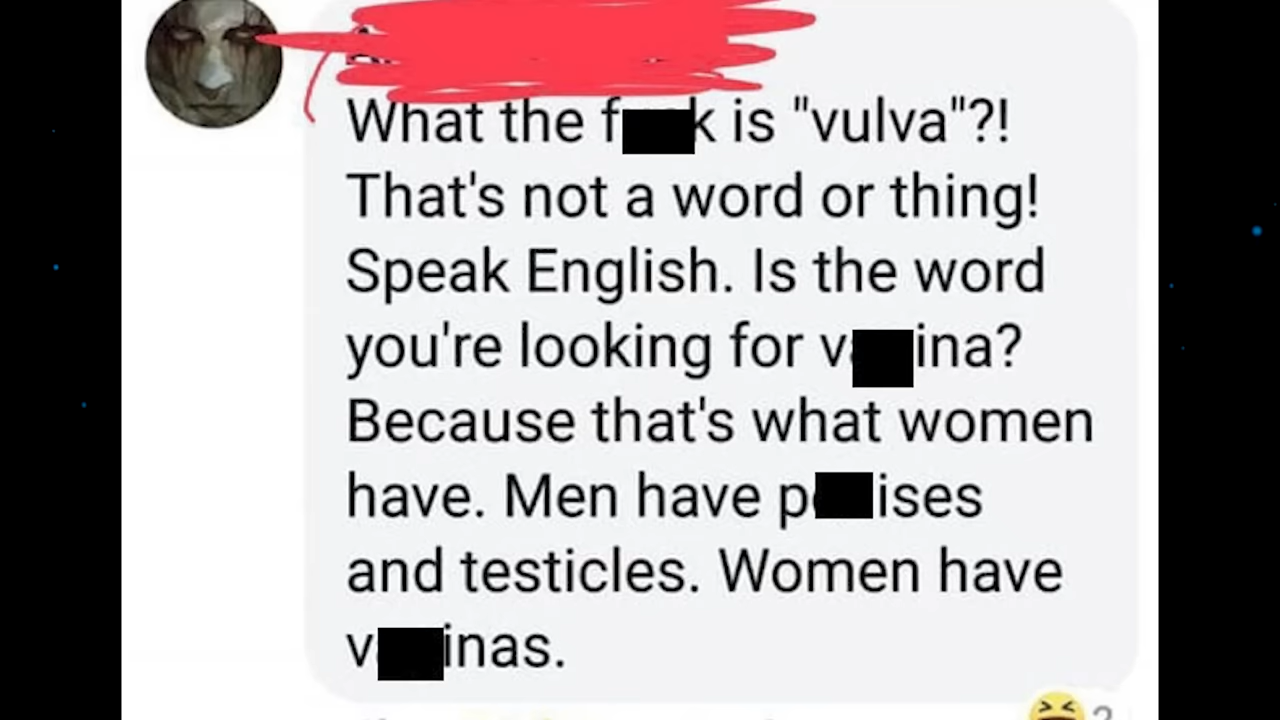 What the f k is "vulva"?!
That's not a word or thing!
Speak English. Is the word
you're looking for va ina?
Because that's what women
have. Men have p ises
and testicles. Women have
v inas.